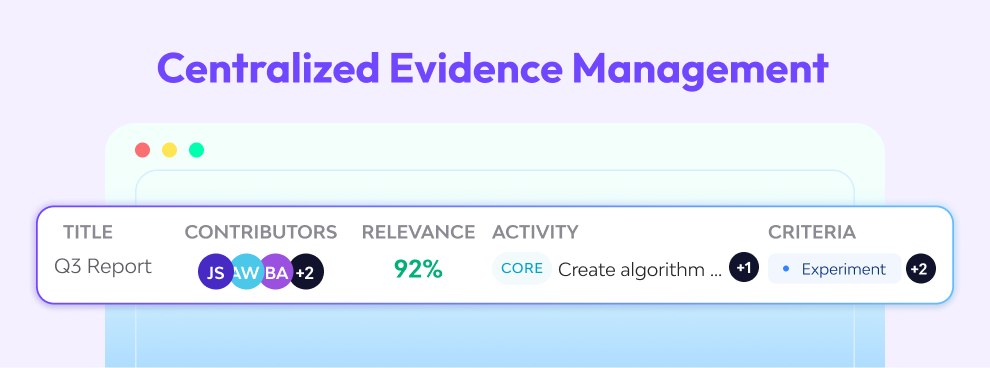 Centralized Evidence Management
TITLE CONTRIBUTORS RELEVANCE ACTIVITY CRITERIA
Q3 Report JS AW BA +2 92% CORE Create algorithm ... +1 Experiment +2